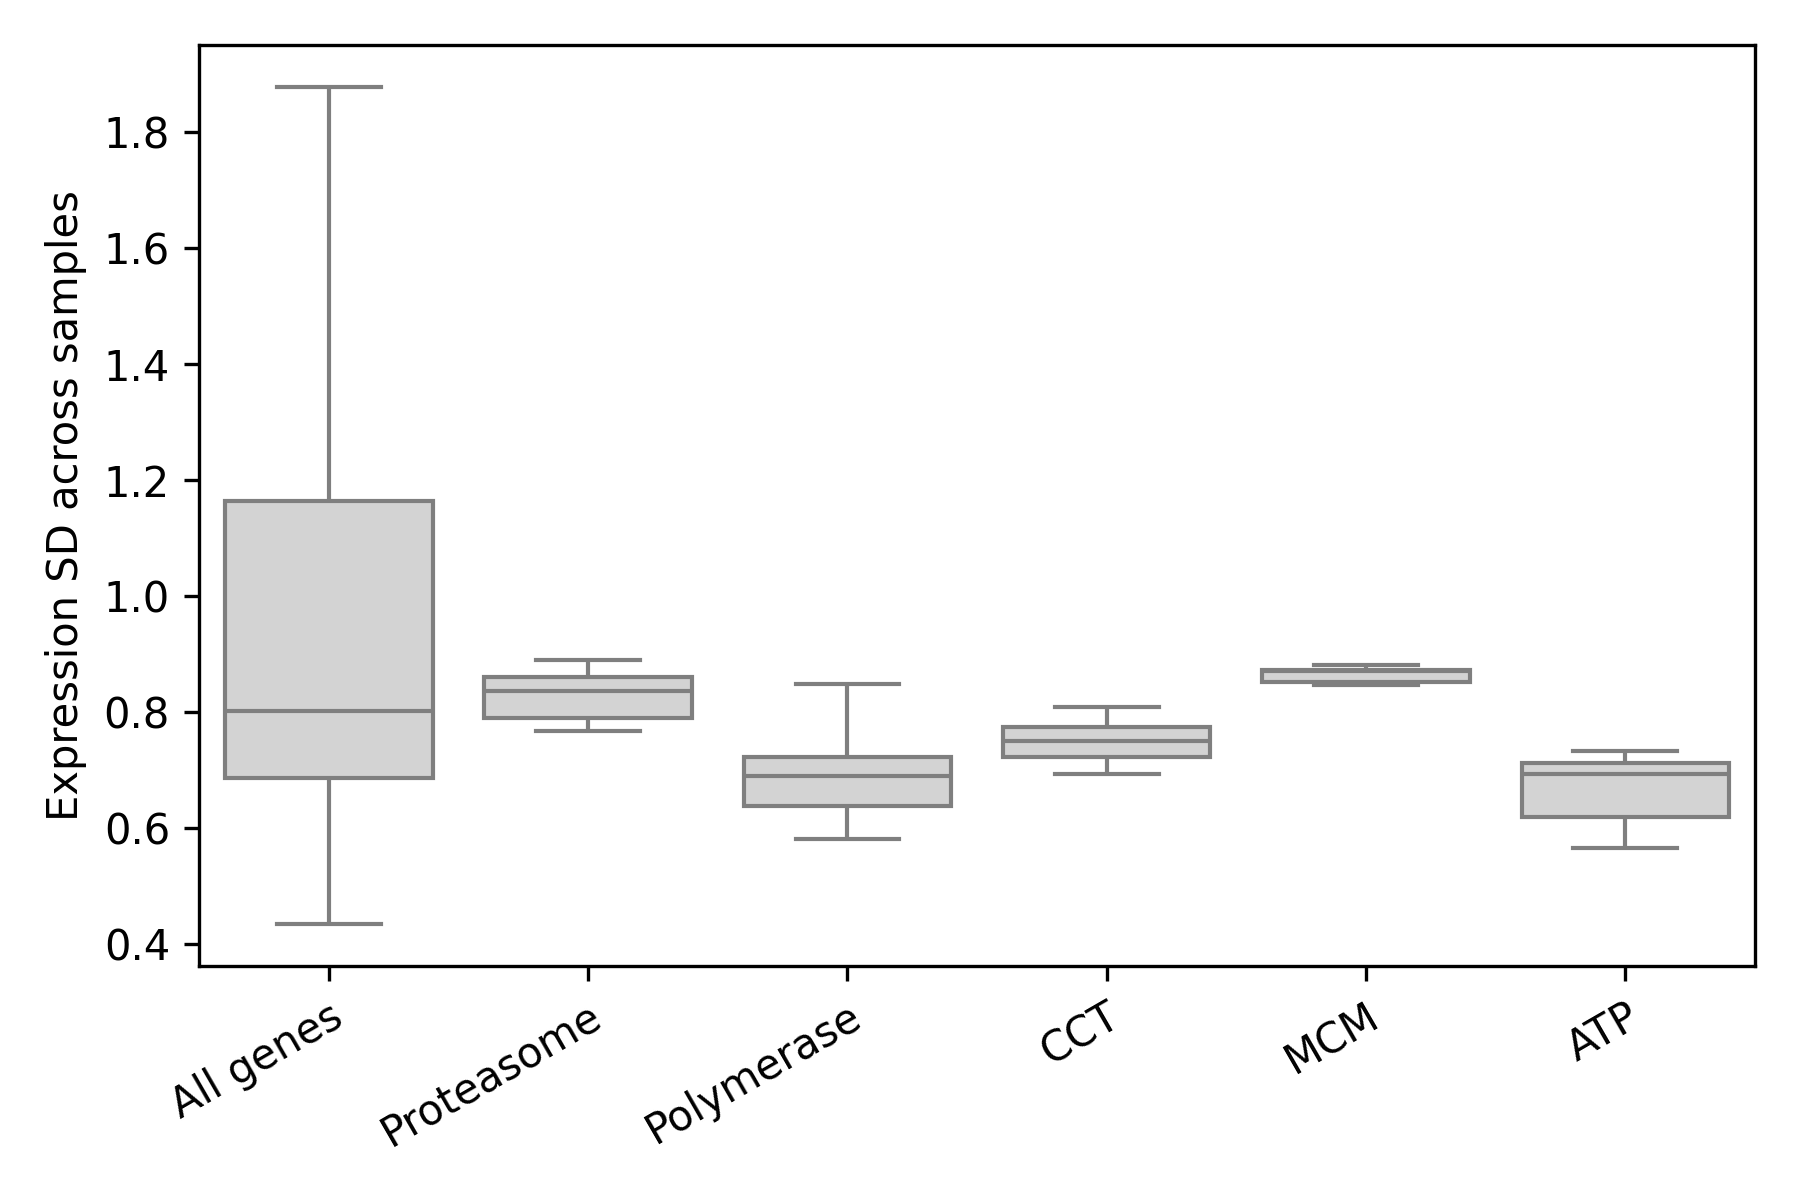 Expression SD across samples
1.8
1.6
1.4
1.2
1.0
0.8
0.6
0.4
All genes
Proteasome
Polymerase
CCT
MCM
ATP